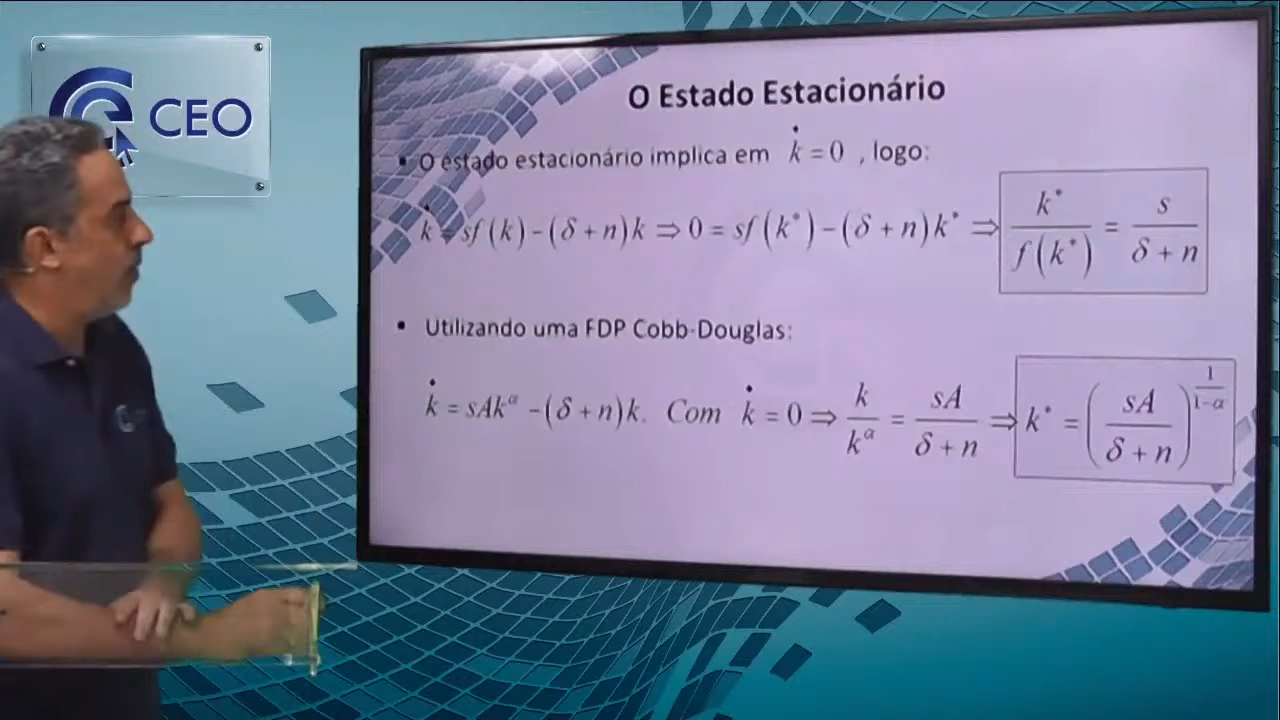 CEO
O Estado Estacionário
• O estado estacionário implica em k̇ = 0 , logo:
k̇ = sf(k) − (δ + n)k ⇒ 0 = sf(k*) − (δ + n)k* ⇒ k*/f(k*) = s/(δ + n)
• Utilizando uma FDP Cobb-Douglas:
k̇ = sAk^α − (δ + n)k. Com k̇ = 0 ⇒ k/k^α = sA/(δ + n) ⇒ k* = (sA/(δ + n))^(1/(1−α))